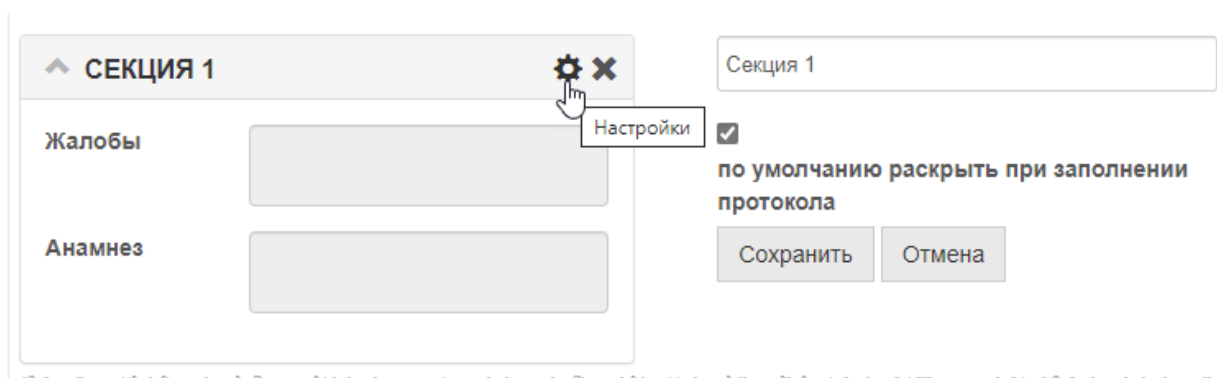 СЕКЦИЯ 1
Жалобы
Анамнез
Настройки
Секция 1
по умолчанию раскрыть при заполнении
протокола
Сохранить
Отмена